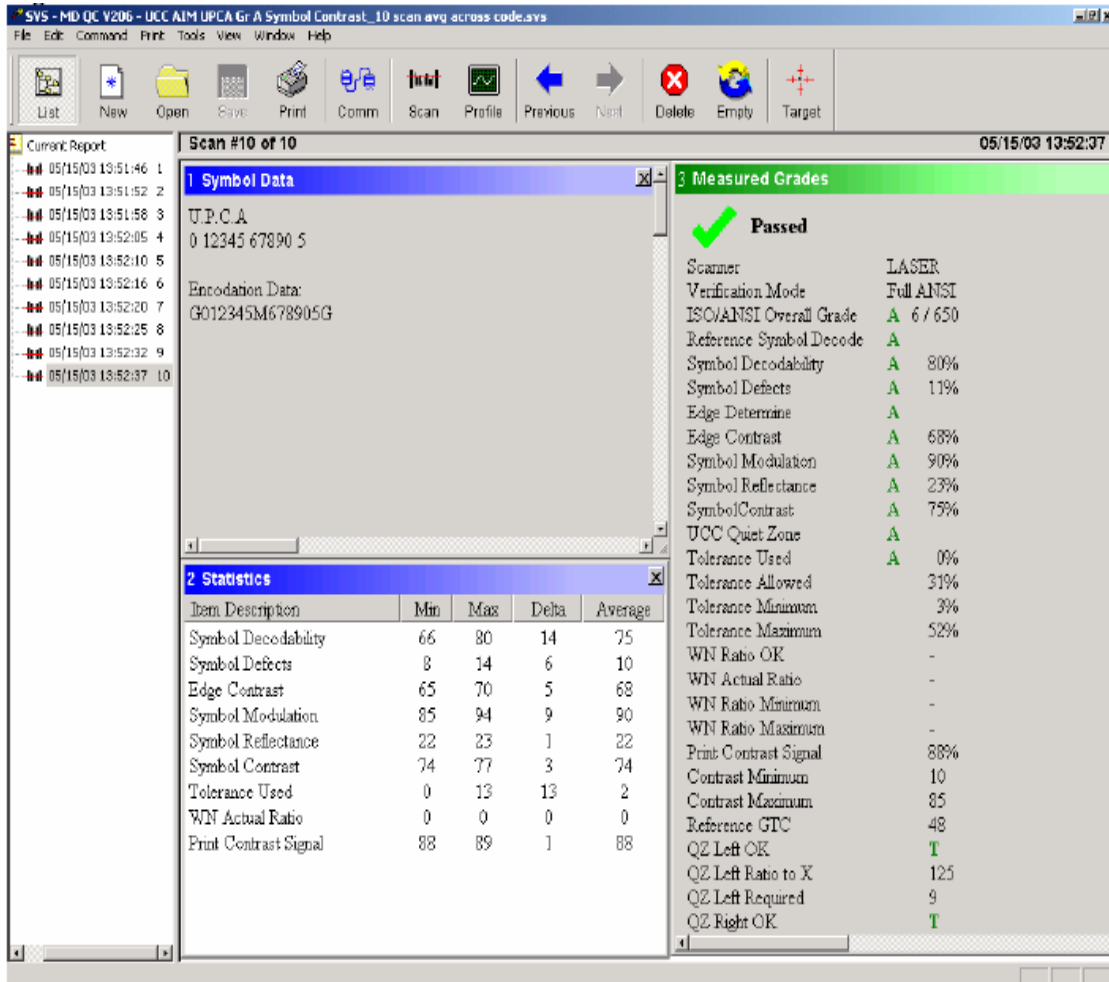 SVS - MD QC V206 - UCC AIM UPCA Gr A Symbol Contrast_10 scan avg across code.svs
File Edit Command Print Tools View Window Help
List New Open Save Print Comm Scan Profile Previous Next Delete Empty Target
Current Report
05/15/03 13:51:46 1
05/15/03 13:51:52 2
05/15/03 13:51:58 3
05/15/03 13:52:05 4
05/15/03 13:52:10 5
05/15/03 13:52:16 6
05/15/03 13:52:20 7
05/15/03 13:52:25 8
05/15/03 13:52:32 9
05/15/03 13:52:37 10
Scan #10 of 10 05/15/03 13:52:37
1 Symbol Data
U.P.C.A
0 12345 67890 5
Encodation Data:
G012345M678905G
2 Statistics
Item Description Min Max Delta Average
Symbol Decodability 66 80 14 75
Symbol Defects 8 14 6 10
Edge Contrast 65 70 5 68
Symbol Modulation 85 94 9 90
Symbol Reflectance 22 23 1 22
Symbol Contrast 74 77 3 74
Tolerance Used 0 13 13 2
WN Actual Ratio 0 0 0 0
Print Contrast Signal 88 89 1 88
3 Measured Grades
Passed
Scanner LASER
Verification Mode Full ANSI
ISO/ANSI Overall Grade A 6 / 650
Reference Symbol Decode A
Symbol Decodability A 80%
Symbol Defects A 11%
Edge Determine A
Edge Contrast A 68%
Symbol Modulation A 90%
Symbol Reflectance A 23%
SymbolContrast A 75%
UCC Quiet Zone A
Tolerance Used A 0%
Tolerance Allowed 31%
Tolerance Minimum 3%
Tolerance Maximum 52%
WN Ratio OK -
WN Actual Ratio -
WN Ratio Minimum -
WN Ratio Maximum -
Print Contrast Signal 88%
Contrast Minimum 10
Contrast Maximum 85
Reference GTC 48
QZ Left OK T
QZ Left Ratio to X 125
QZ Left Required 9
QZ Right OK T